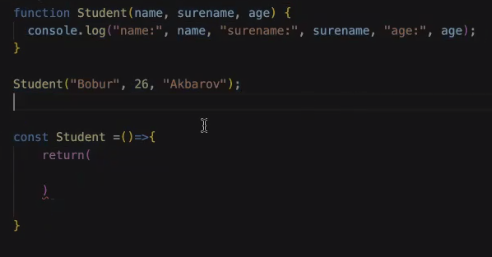 function Student(name, surename, age) {
console.log("name:", name, "surename:", surename, "age:", age);
}
Student("Bobur", 26, "Akbarov");
const Student =()=>{
return(
)
}